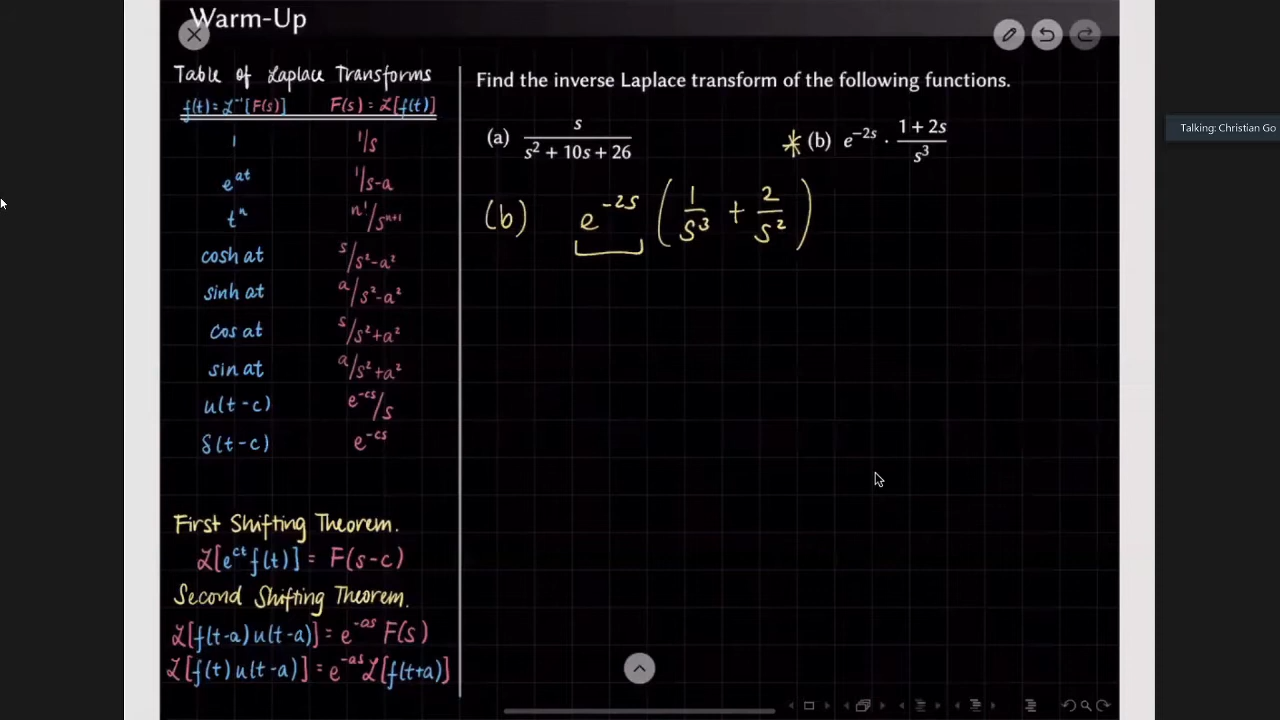 Warm-Up
Table of Laplace Transforms
f(t) = ℒ⁻¹[F(s)] F(s) = ℒ[f(t)]
1 1/s
e^{at} 1/s-a
t^n n!/s^{n+1}
cosh at s/s²-a²
sinh at a/s²-a²
cos at s/s²+a²
sin at a/s²+a²
u(t-c) e^{-cs}/s
δ(t-c) e^{-cs}
First Shifting Theorem.
ℒ[e^{ct} f(t)] = F(s-c)
Second Shifting Theorem.
ℒ[f(t-a) u(t-a)] = e^{-as} F(s)
ℒ[f(t) u(t-a)] = e^{-as} ℒ[f(t+a)]
Find the inverse Laplace transform of the following functions.
(a) s/(s² + 10s + 26) * (b) e^{-2s} · (1 + 2s)/s³
(b) e^{-2s} (1/s³ + 2/s²)
Talking: Christian Go